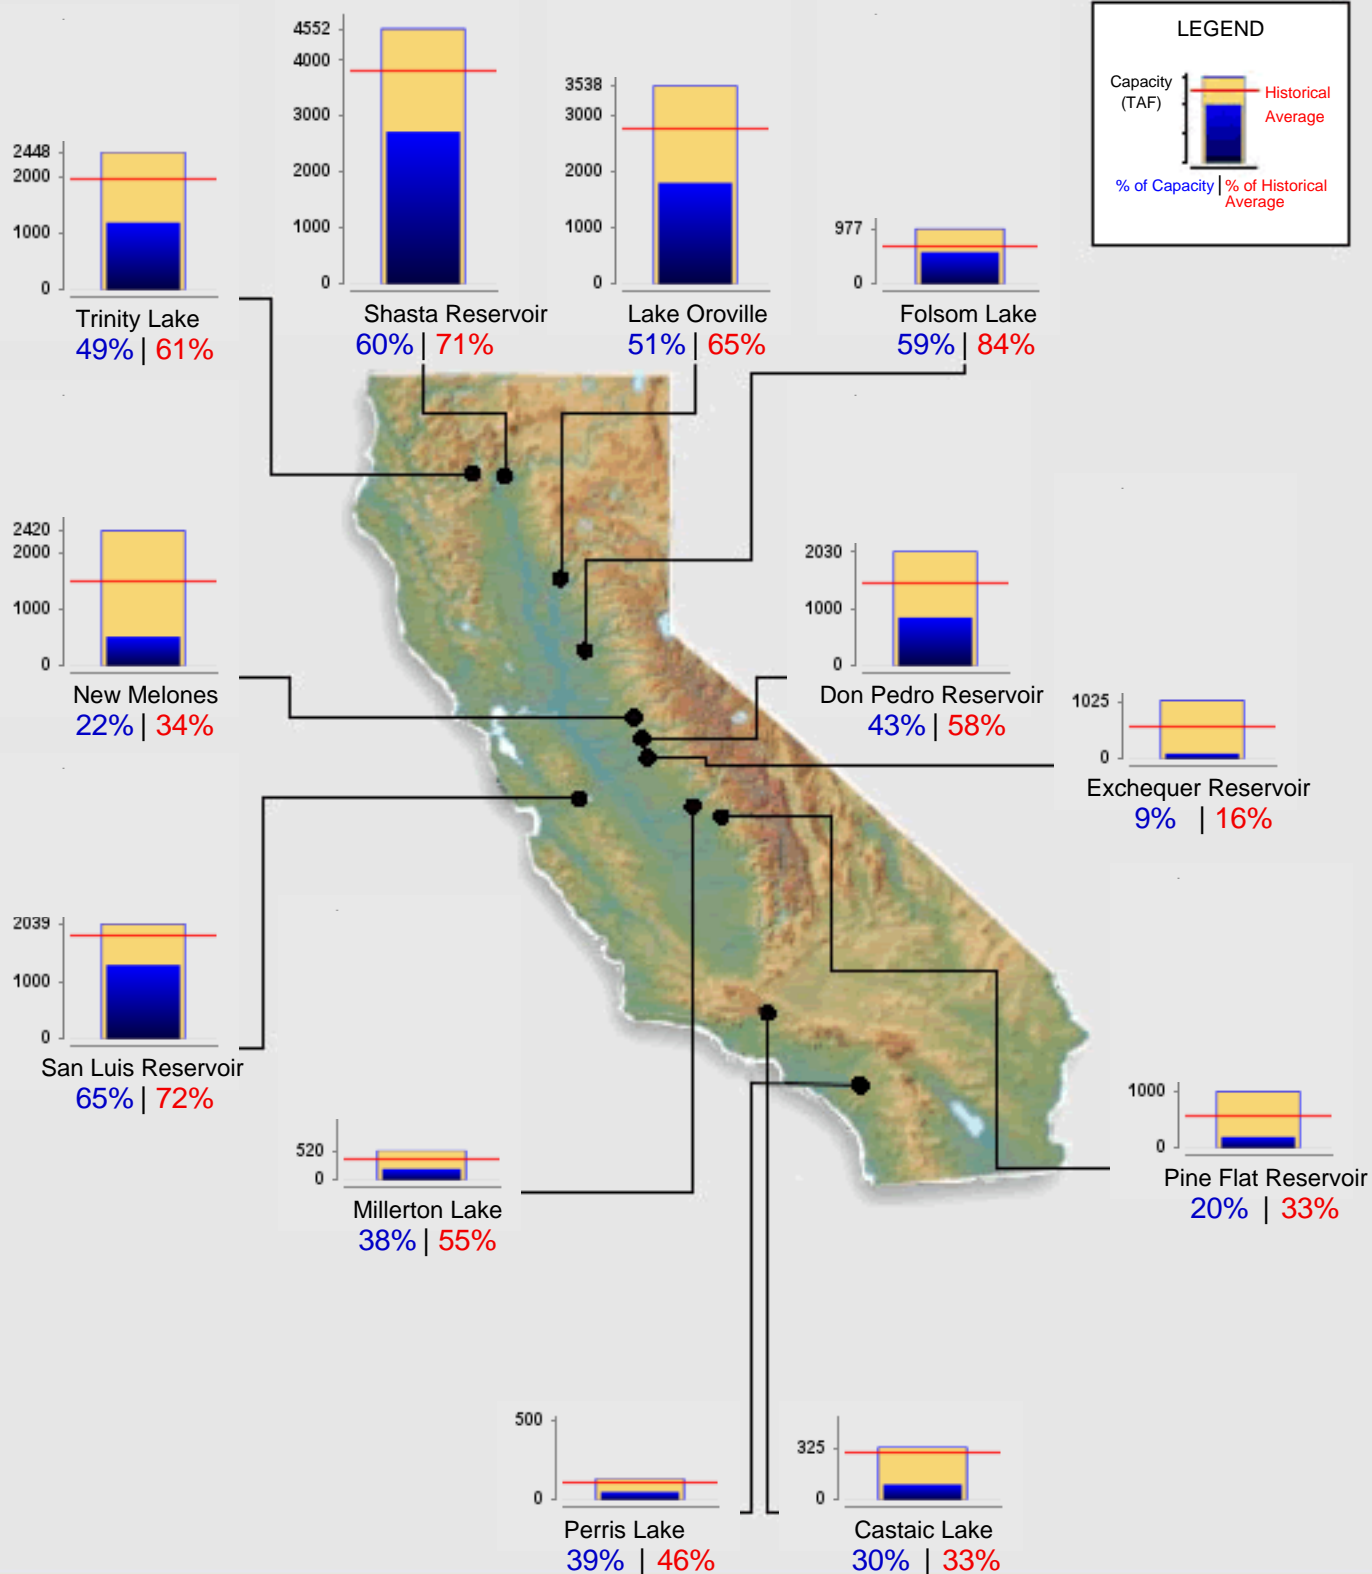 LEGEND
Capacity
(TAF)
Historical
Average
% of Capacity | % of Historical
Average
2448
2000
1000
0
Trinity Lake
49% | 61%
4552
4000
3000
2000
1000
0
Shasta Reservoir
60% | 71%
3538
3000
2000
1000
0
Lake Oroville
51% | 65%
977
0
Folsom Lake
59% | 84%
2420
2000
1000
0
New Melones
22% | 34%
2030
1000
0
Don Pedro Reservoir
43% | 58%
1025
0
Exchequer Reservoir
9% | 16%
2039
1000
0
San Luis Reservoir
65% | 72%
520
0
Millerton Lake
38% | 55%
1000
0
Pine Flat Reservoir
20% | 33%
500
0
Perris Lake
39% | 46%
325
0
Castaic Lake
30% | 33%